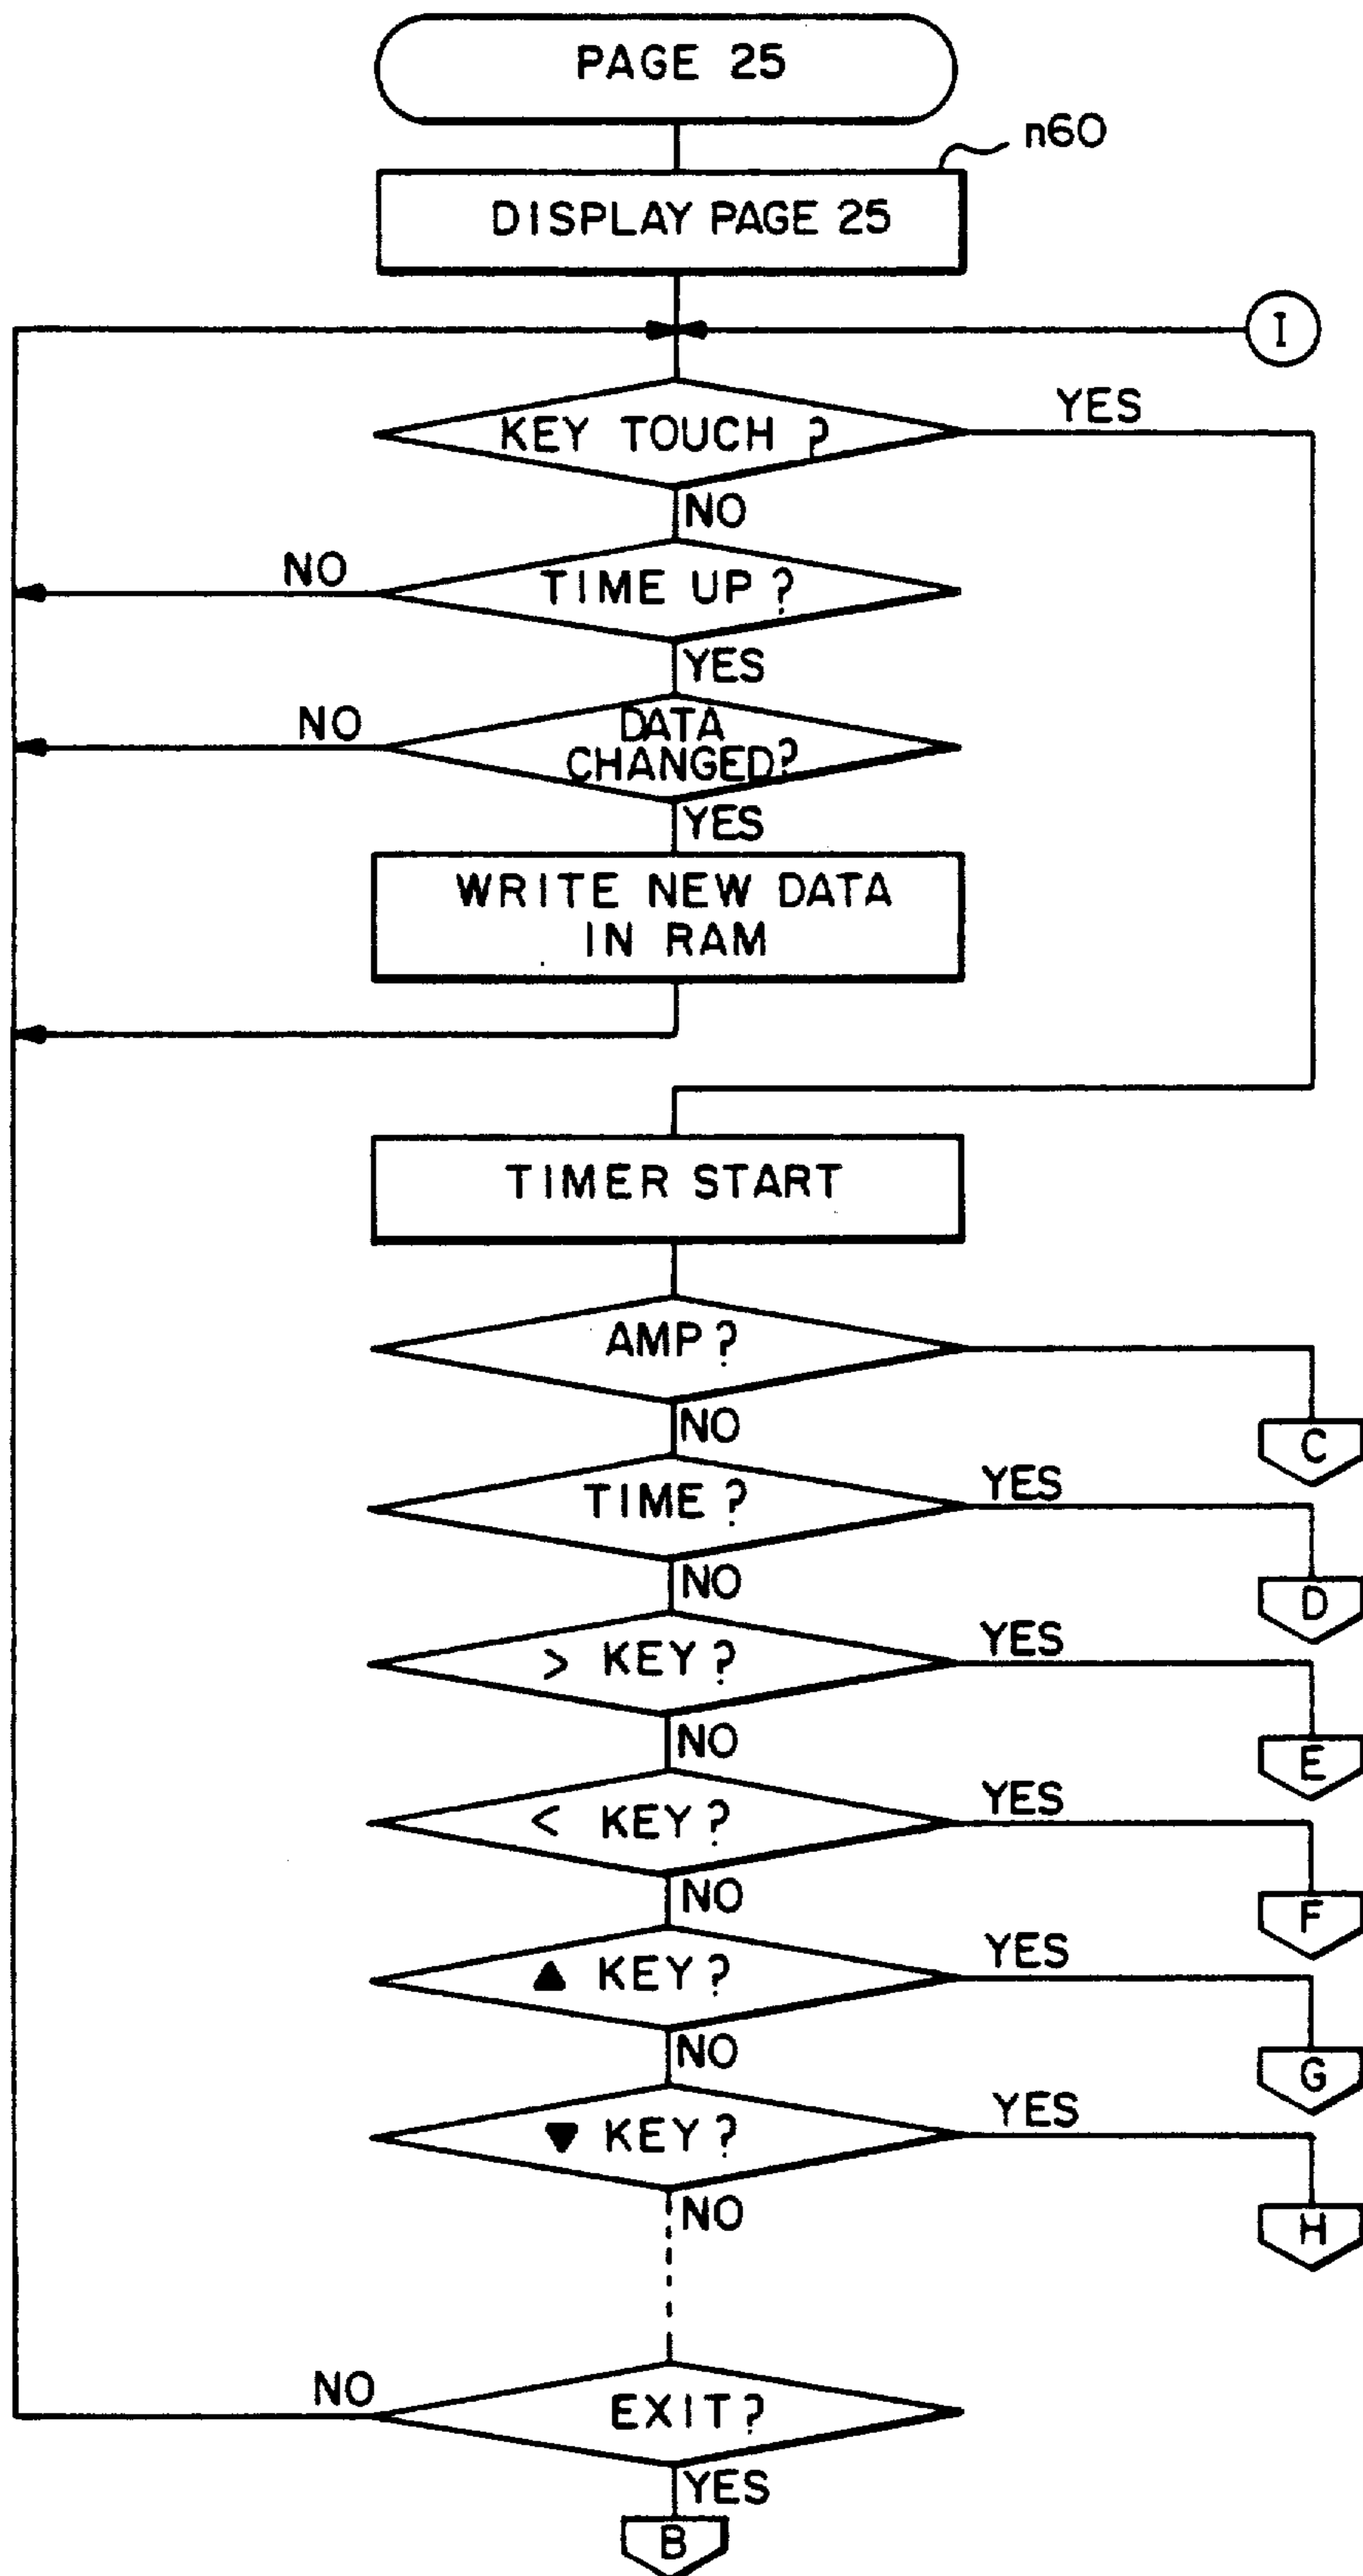 PAGE 25
n60
DISPLAY PAGE 25
I
KEY TOUCH ?
YES
NO
TIME UP ?
NO
YES
DATA
CHANGED?
NO
YES
WRITE NEW DATA
IN RAM
TIMER START
AMP ?
NO
C
TIME ?
YES
NO
D
> KEY ?
YES
NO
E
< KEY ?
YES
NO
F
▲ KEY ?
YES
NO
G
▼ KEY ?
YES
NO
H
EXIT ?
NO
YES
B